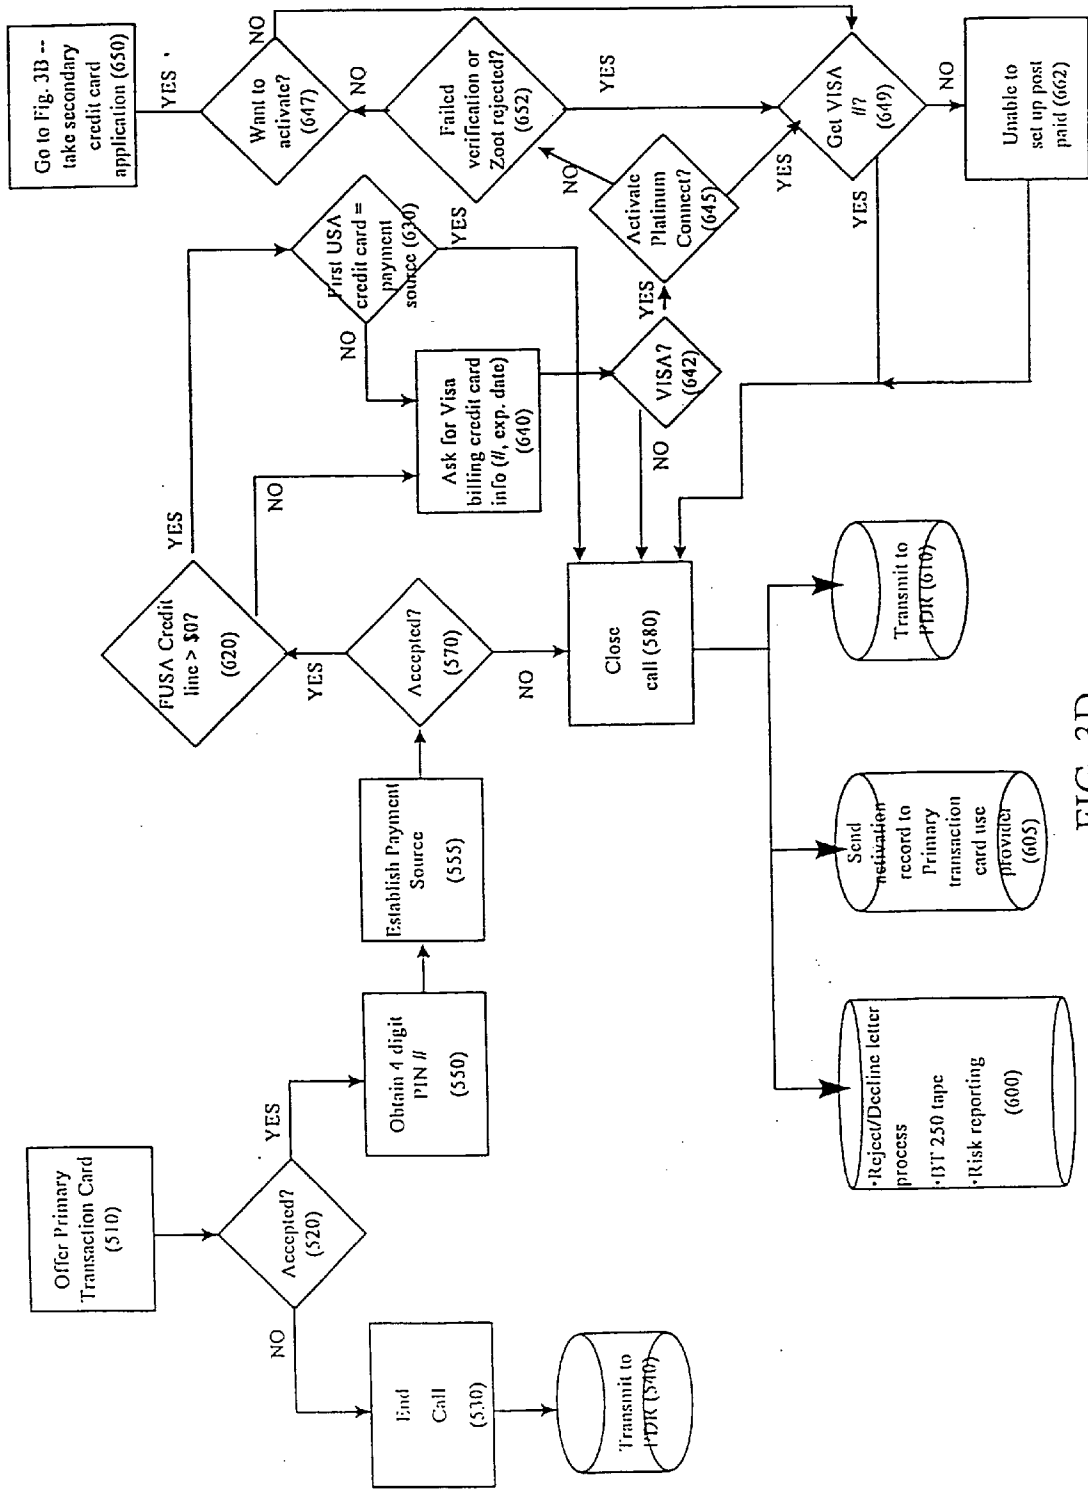 Offer Primary
Transaction Card
(510)
Accepted?
(520)
NO
YES
End
Call
(530)
Transmit to
PDR (540)
Obtain 4 digit
PIN #
(550)
Establish Payment
Source
(555)
Accepted?
(570)
YES
NO
FUSA Credit
line > $0?
(620)
YES
NO
First USA
credit card =
payment
source (630)
NO
YES
Ask for Visa
billing credit card
info (#, exp. date)
(640)
VISA?
(642)
YES
NO
Activate
Platinum
Connect?
(645)
NO
YES
Failed
verification or
Zoot rejected?
(652)
NO
YES
Want to
activate?
(647)
YES
NO
Go to Fig. 3B --
take secondary
credit card
application (650)
Get VISA
#?
(649)
YES
NO
Unable to
set up post
paid (662)
Close
call (580)
•Reject/Decline letter
process
•BT 250 tape
•Risk reporting
(600)
Send
activation
record to
Primary
transaction
card use
provider
(605)
Transmit to
PDR (610)
FIG. 3D